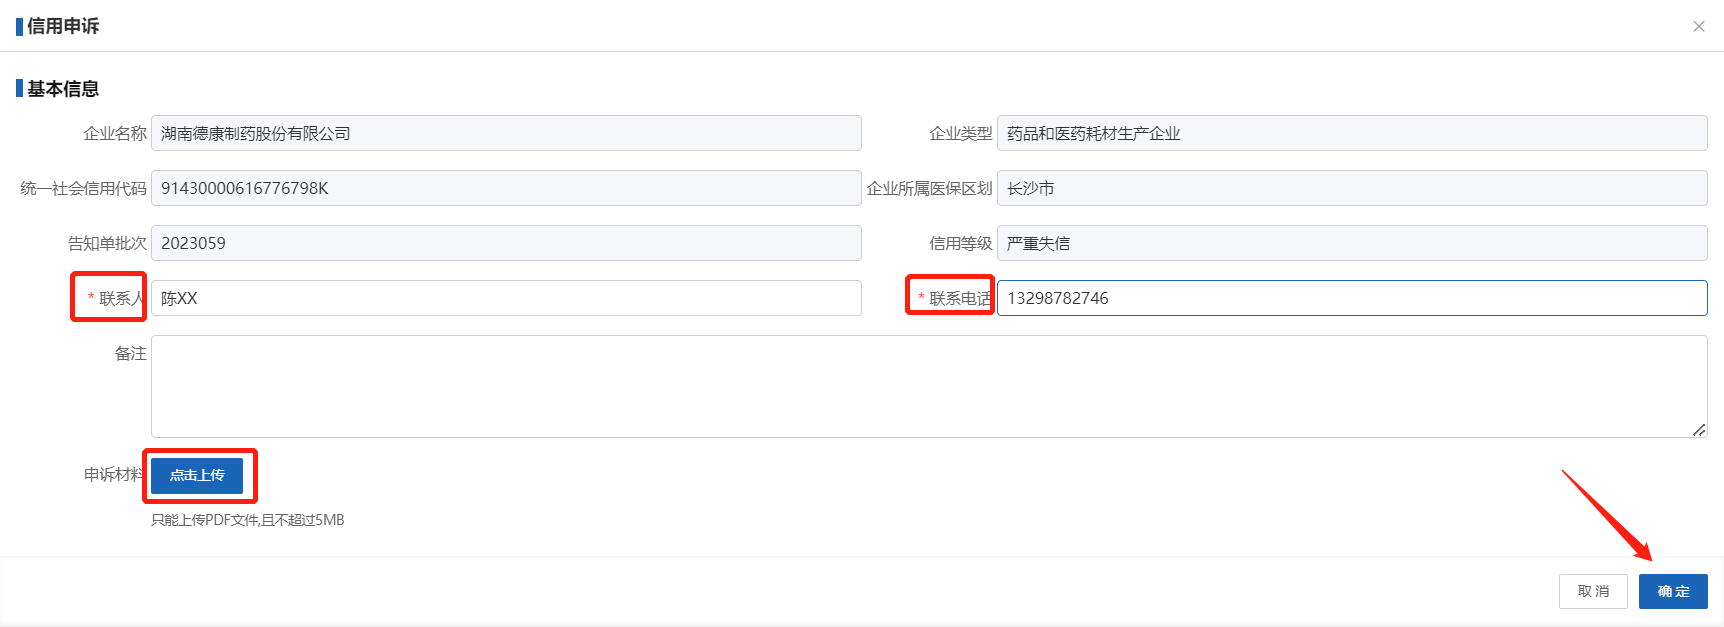 信用申诉
基本信息
企业名称 湖南德康制药股份有限公司 企业类型 药品和医药耗材生产企业
统一社会信用代码 91430000616776798K 企业所属医保区划 长沙市
告知单批次 2023059 信用等级 严重失信
* 联系人 陈XX * 联系电话 13298782746
备注
申诉材料 点击上传
只能上传PDF文件,且不超过5MB
取消 确定